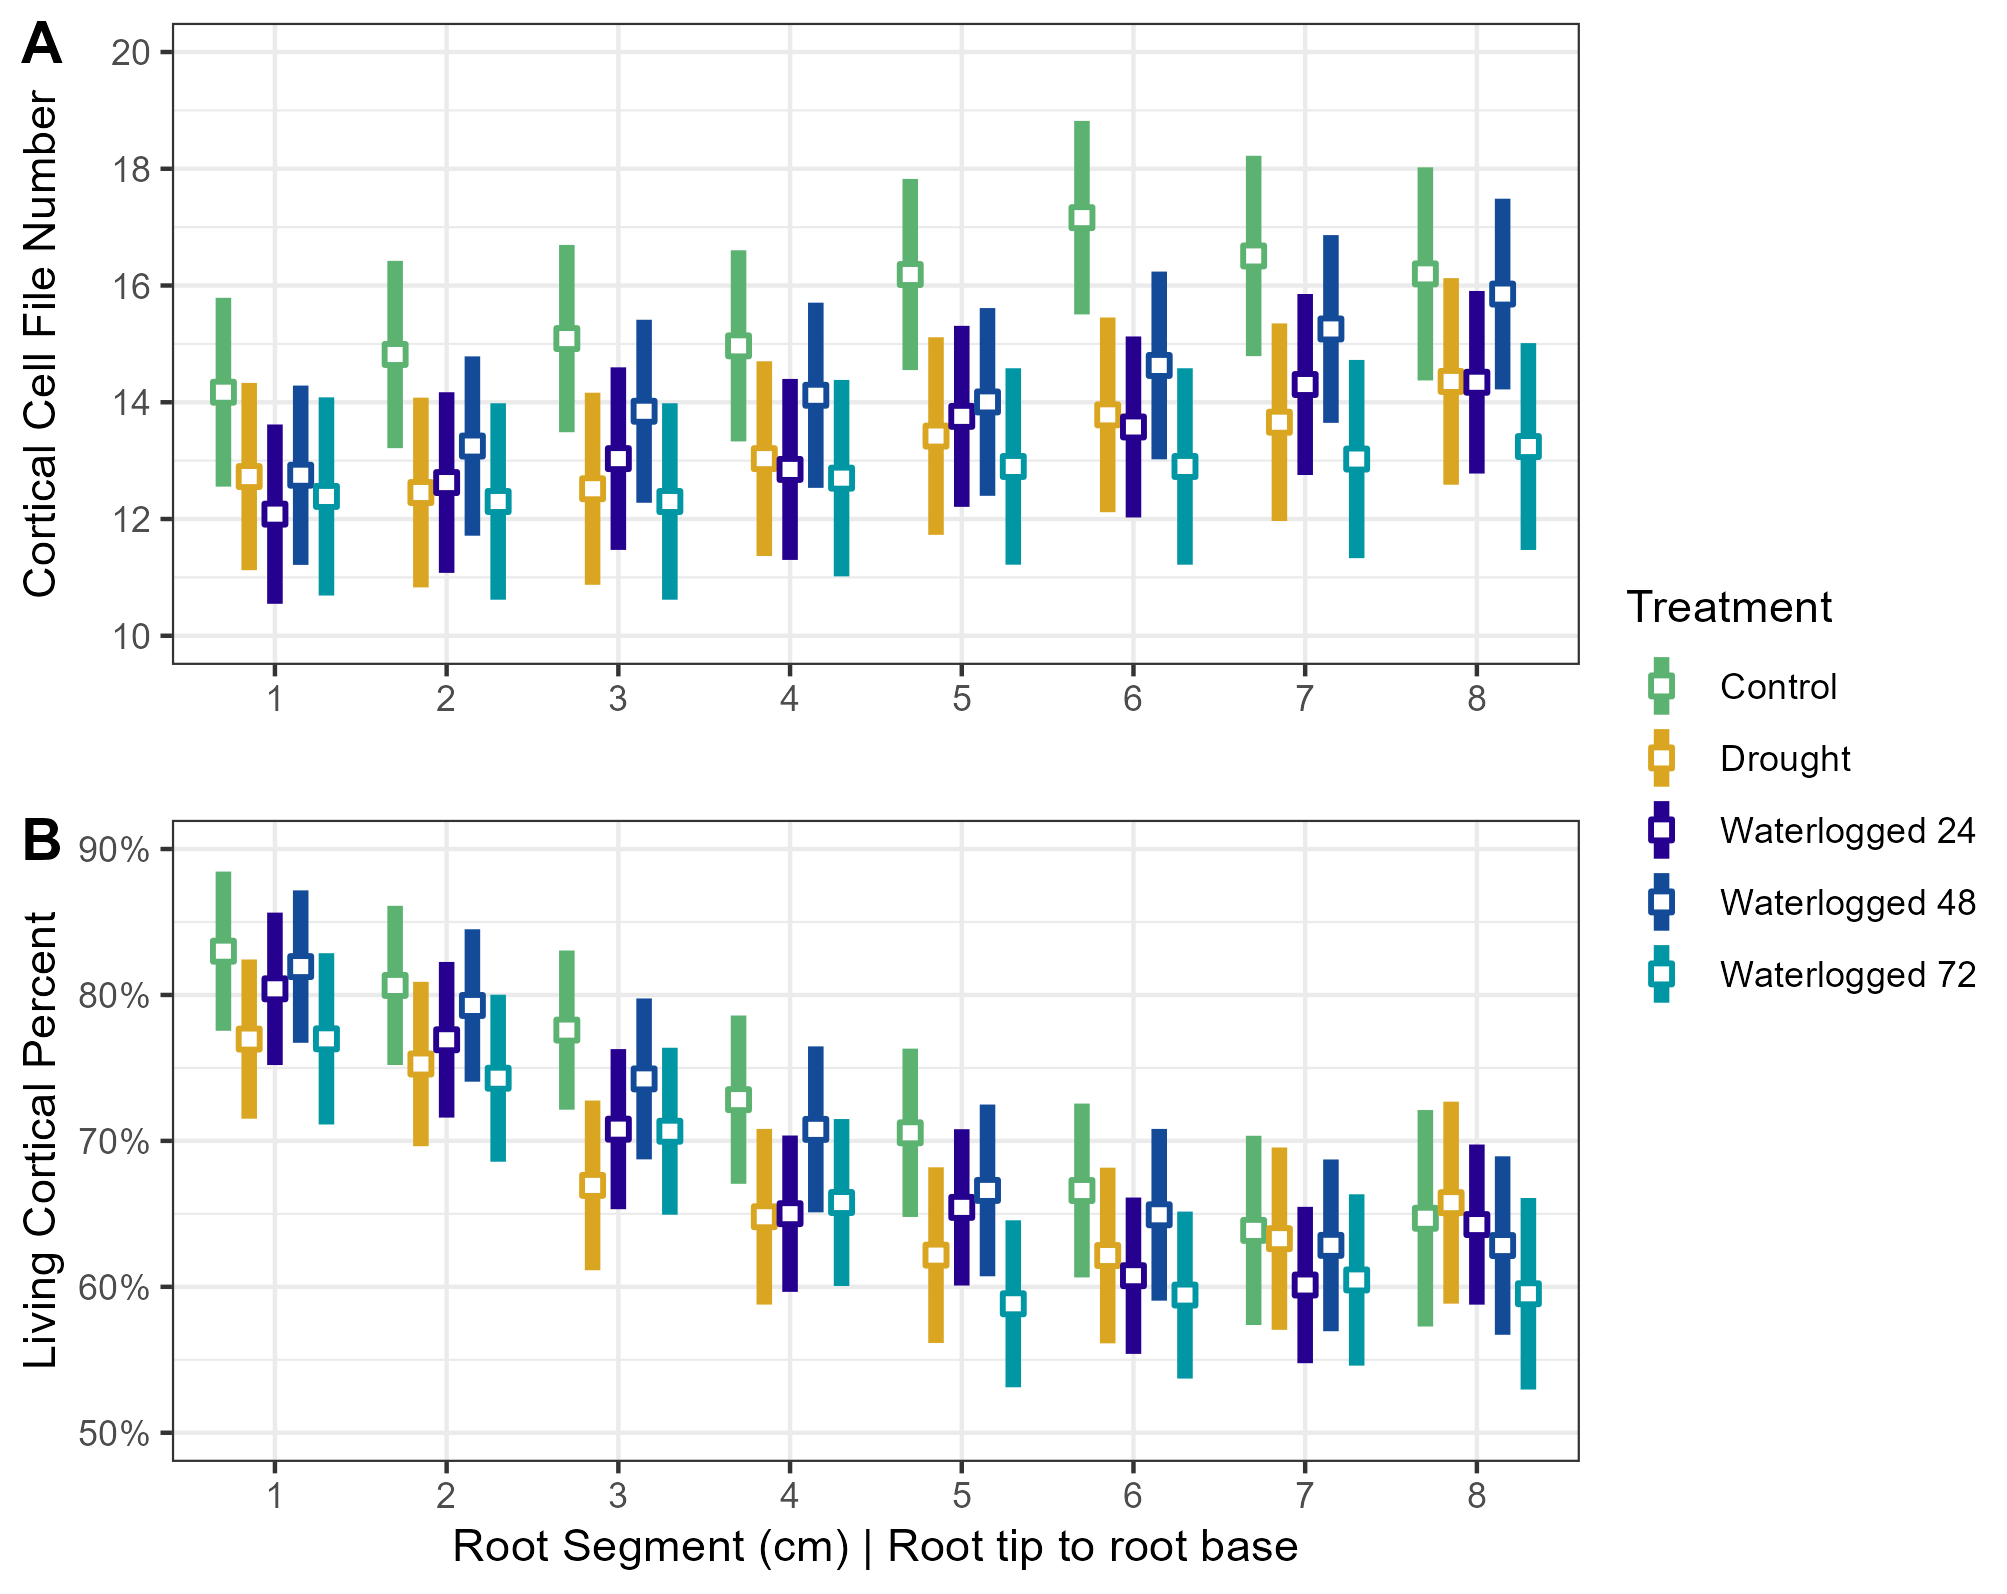 A
Cortical Cell File Number
20
18
16
14
12
10
1 2 3 4 5 6 7 8
B
Living Cortical Percent
90%
80%
70%
60%
50%
1 2 3 4 5 6 7 8
Root Segment (cm) | Root tip to root base
Treatment
Control
Drought
Waterlogged 24
Waterlogged 48
Waterlogged 72